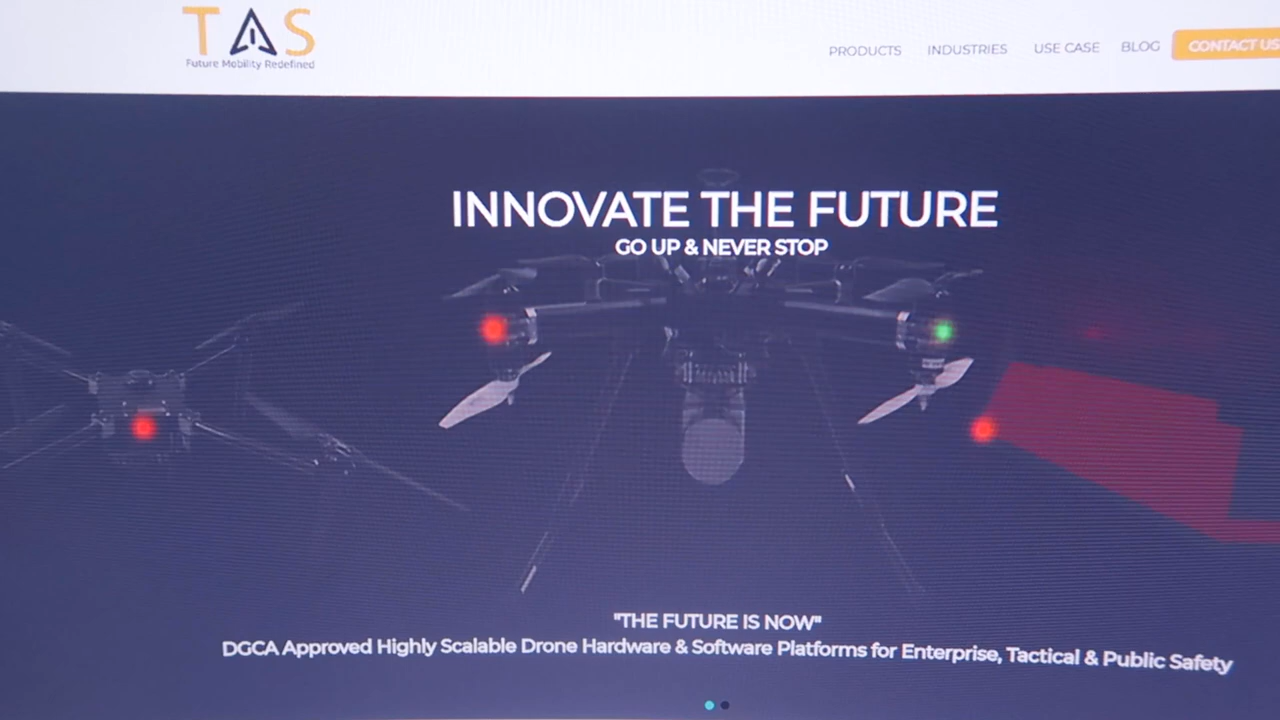 TAS
Future Mobility Redefined
PRODUCTS INDUSTRIES USE CASE BLOG CONTACT US
INNOVATE THE FUTURE
GO UP & NEVER STOP
"THE FUTURE IS NOW"
DGCA Approved Highly Scalable Drone Hardware & Software Platforms for Enterprise, Tactical & Public Safety